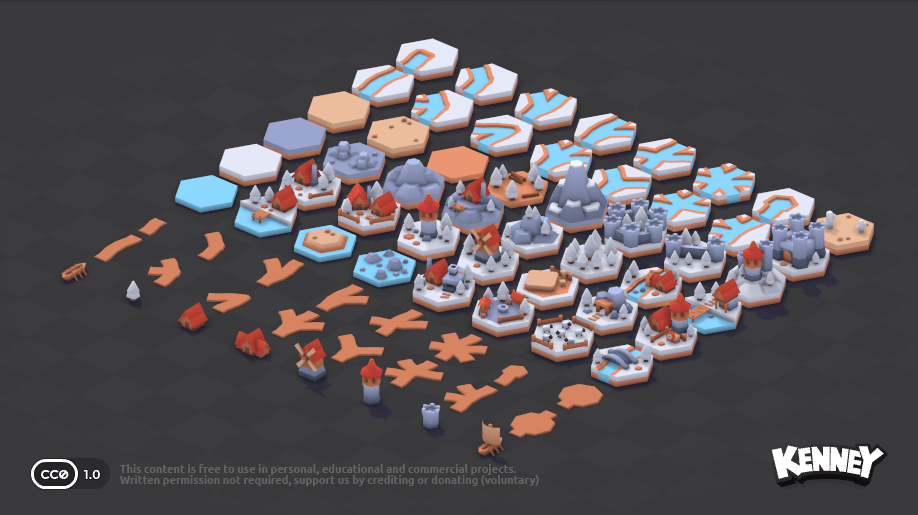 CC0 1.0
This content is free to use in personal, educational and commercial projects.
Written permission not required, support us by crediting or donating (voluntary)
KENNEY